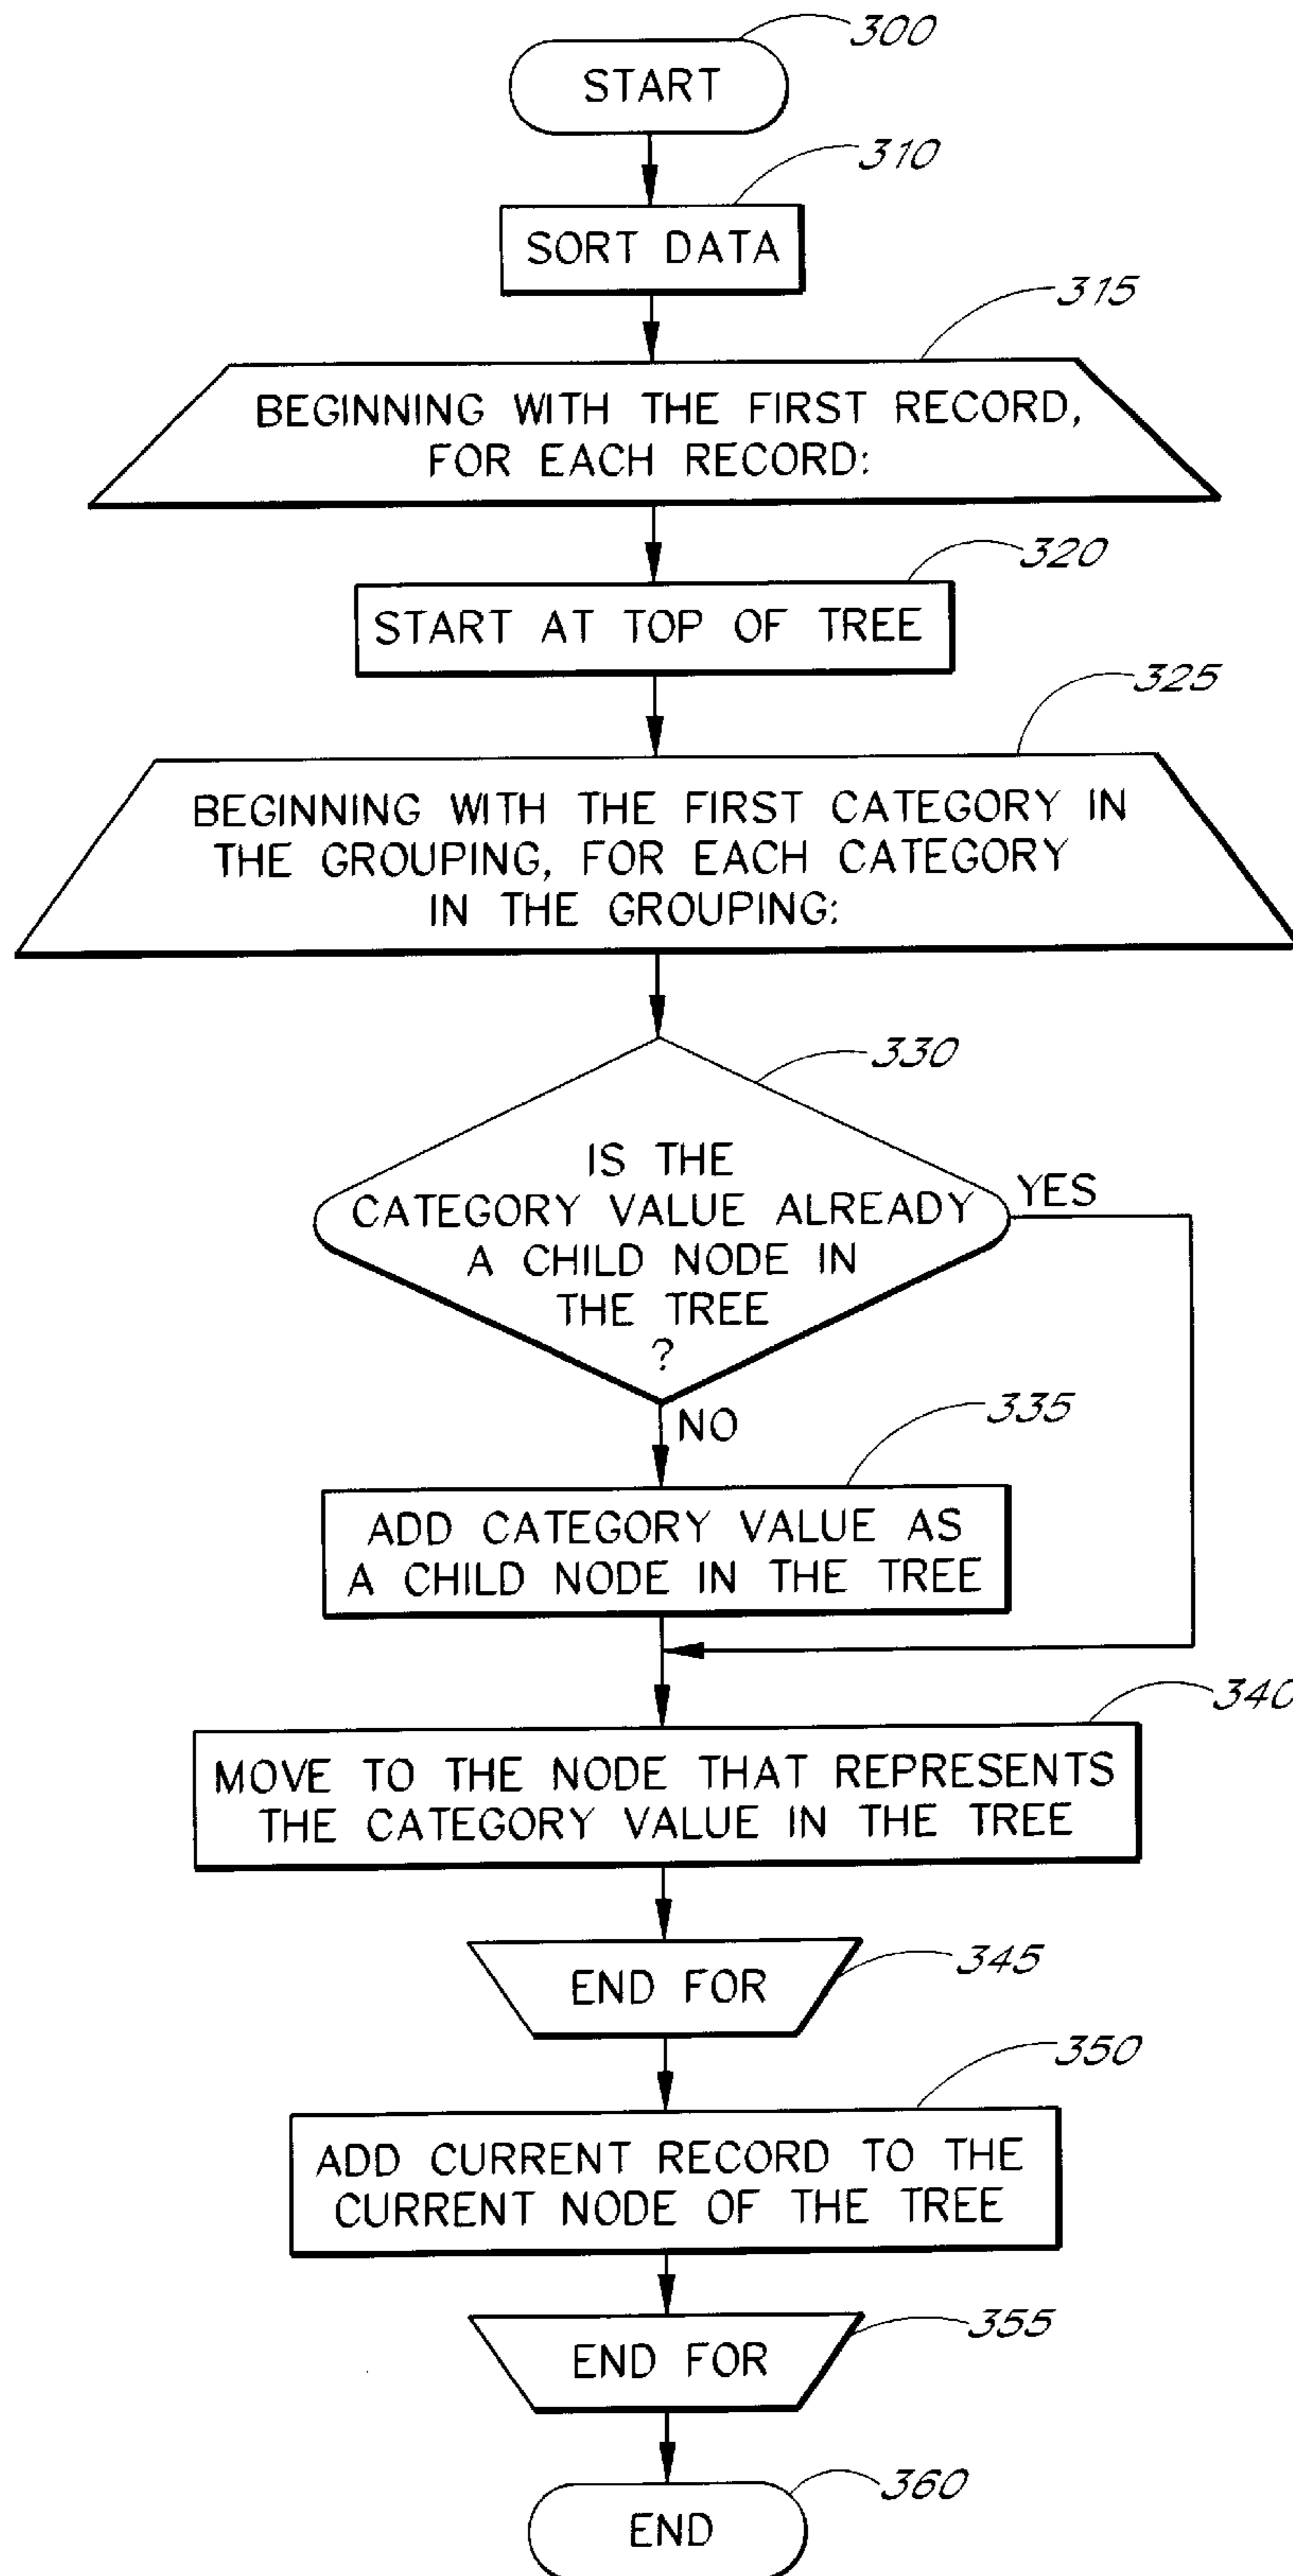 300
START
310
SORT DATA
315
BEGINNING WITH THE FIRST RECORD,
FOR EACH RECORD:
320
START AT TOP OF TREE
325
BEGINNING WITH THE FIRST CATEGORY IN
THE GROUPING, FOR EACH CATEGORY
IN THE GROUPING:
330
IS THE
CATEGORY VALUE ALREADY
A CHILD NODE IN
THE TREE
?
YES
NO
335
ADD CATEGORY VALUE AS
A CHILD NODE IN THE TREE
340
MOVE TO THE NODE THAT REPRESENTS
THE CATEGORY VALUE IN THE TREE
END FOR
345
350
ADD CURRENT RECORD TO THE
CURRENT NODE OF THE TREE
355
END FOR
360
END